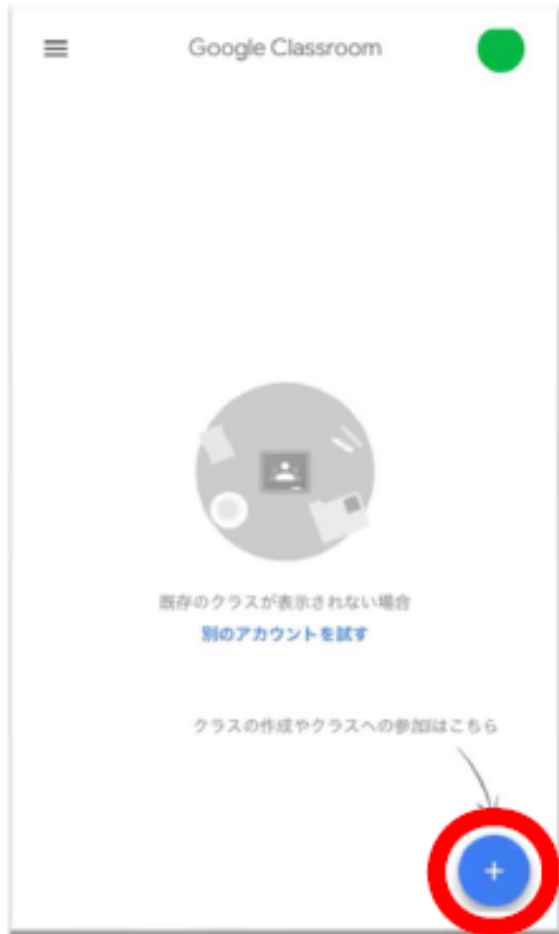 Google Classroom
既存のクラスが表示されない場合
別のアカウントを試す
クラスの作成やクラスへの参加はこちら
+